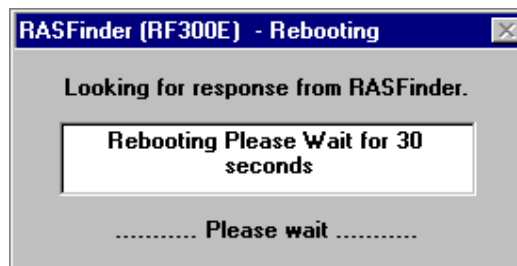 RASFinder (RF300E) - Rebooting
Looking for response from RASFinder.
Rebooting Please Wait for 30
seconds
........... Please wait ...........